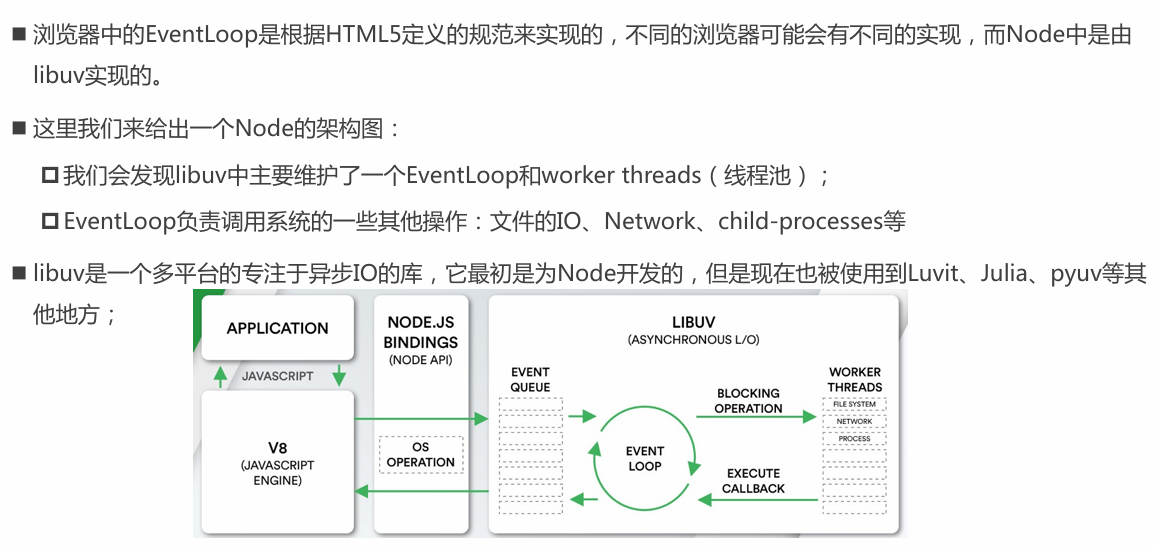 浏览器中的EventLoop是根据HTML5定义的规范来实现的，不同的浏览器可能会有不同的实现，而Node中是由
libuv实现的。
这里我们来给出一个Node的架构图：
我们会发现libuv中主要维护了一个EventLoop和worker threads（线程池）；
EventLoop负责调用系统的一些其他操作：文件的IO、Network、child-processes等
libuv是一个多平台的专注于异步IO的库，它最初是为Node开发的，但是现在也被使用到Luvit、Julia、pyuv等其
他地方；
APPLICATION
JAVASCRIPT
V8
(JAVASCRIPT
ENGINE)
NODE.JS
BINDINGS
(NODE API)
OS
OPERATION
LIBUV
(ASYNCHRONOUS L/O)
EVENT
QUEUE
EVENT
LOOP
BLOCKING
OPERATION
EXECUTE
CALLBACK
WORKER
THREADS
FILE SYSTEM
NETWORK
PROCESS